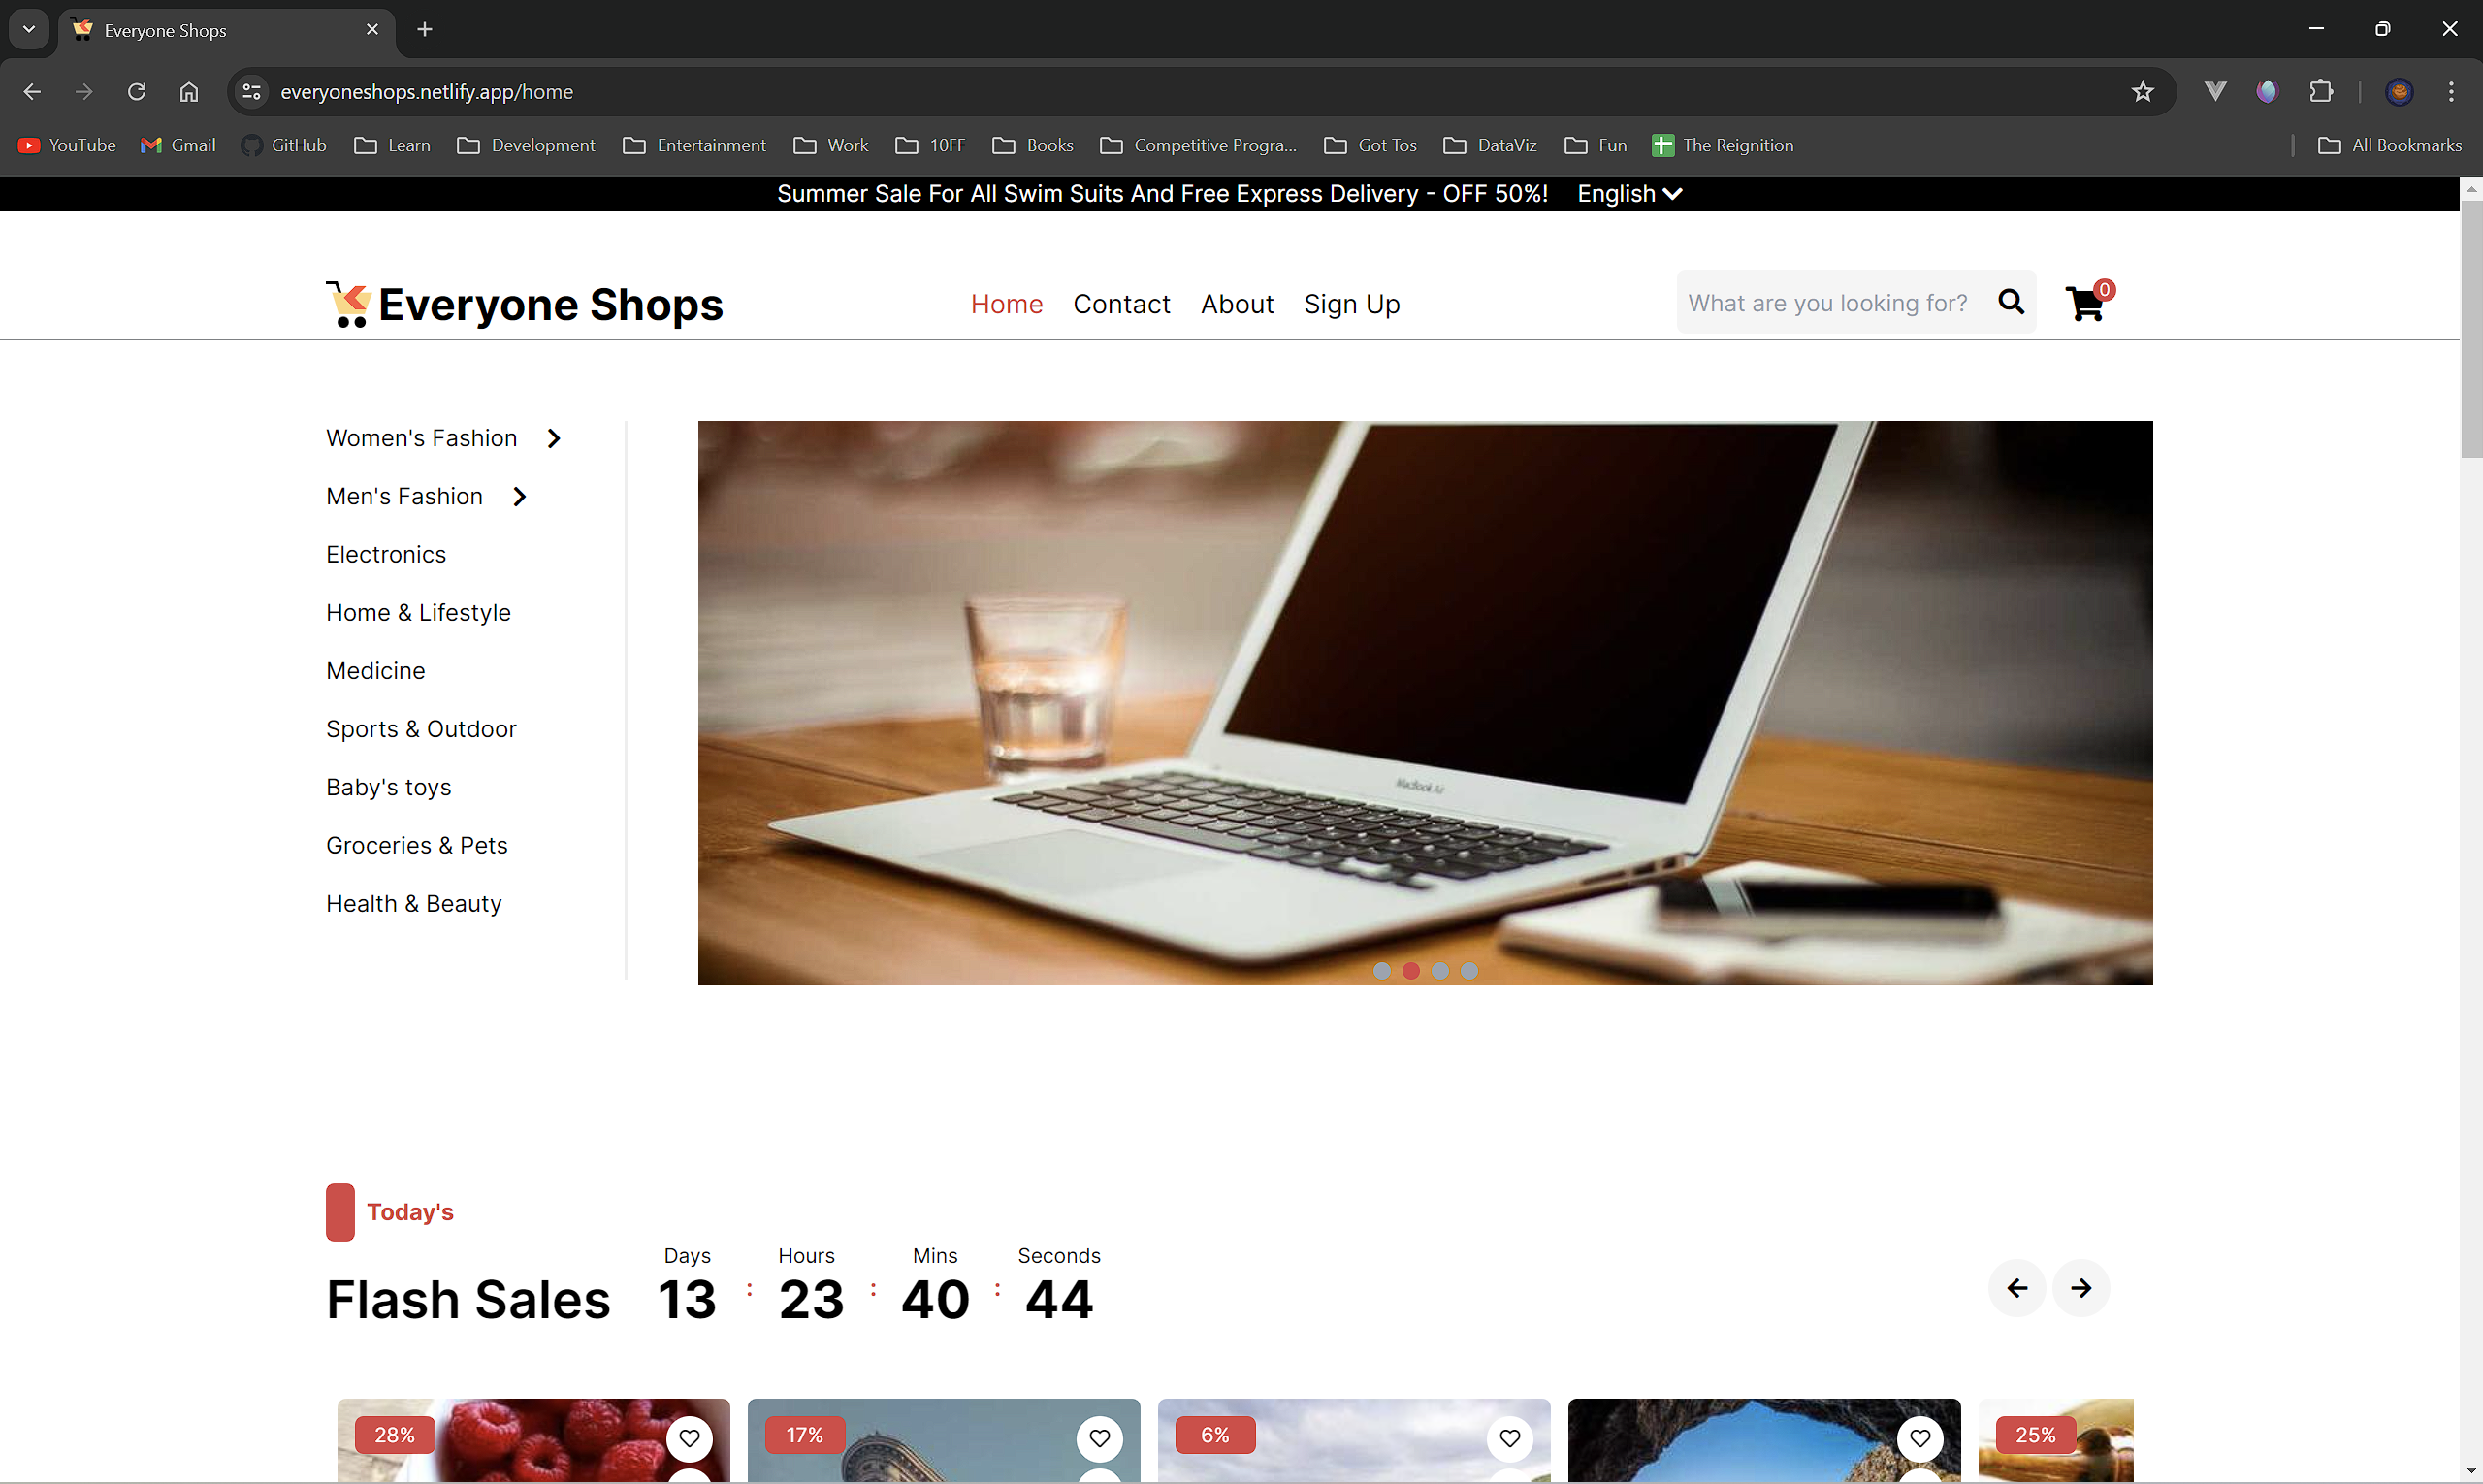 Everyone Shops
everyoneshops.netlify.app/home
YouTube Gmail GitHub Learn Development Entertainment Work 10FF Books Competitive Progra... Got Tos DataViz Fun The Reignition All Bookmarks
Summer Sale For All Swim Suits And Free Express Delivery - OFF 50%! English
Everyone Shops Home Contact About Sign Up What are you looking for? 0
Women's Fashion
Men's Fashion
Electronics
Home & Lifestyle
Medicine
Sports & Outdoor
Baby's toys
Groceries & Pets
Health & Beauty
MacBook Air
Today's
Days Hours Mins Seconds
Flash Sales 13 : 23 : 40 : 44
28% 17% 6% 25%